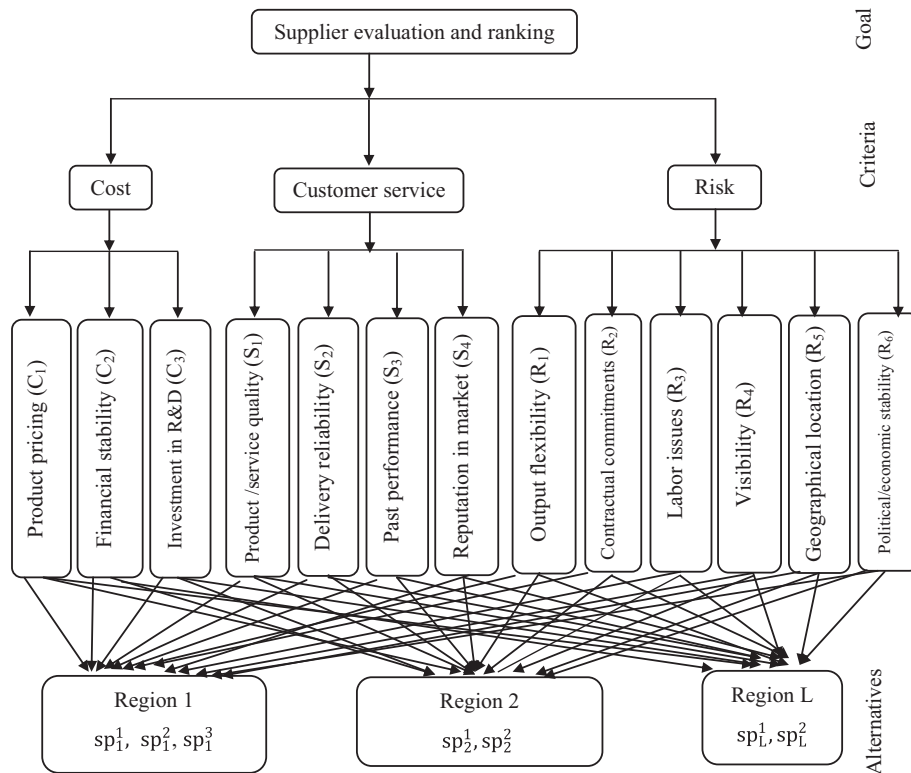 Supplier evaluation and ranking
Goal
Cost
Customer service
Risk
Criteria
Product pricing (C₁)
Financial stability (C₂)
Investment in R&D (C₃)
Product /service quality (S₁)
Delivery reliability (S₂)
Past performance (S₃)
Reputation in market (S₄)
Output flexibility (R₁)
Contractual commitments (R₂)
Labor issues (R₃)
Visibility (R₄)
Geographical location (R₅)
Political/economic stability (R₆)
Region 1
sp₁¹, sp₁², sp₁³
Region 2
sp₂¹, sp₂²
Region L
sp_L¹, sp_L²
Alternatives